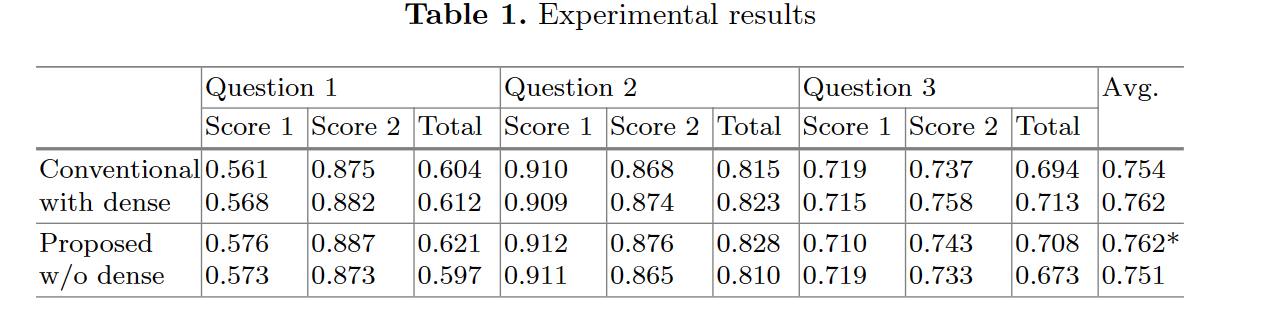 Table 1. Experimental results
Question 1 Question 2 Question 3 Avg.
Score 1 Score 2 Total Score 1 Score 2 Total Score 1 Score 2 Total
Conventional 0.561 0.875 0.604 0.910 0.868 0.815 0.719 0.737 0.694 0.754
with dense 0.568 0.882 0.612 0.909 0.874 0.823 0.715 0.758 0.713 0.762
Proposed 0.576 0.887 0.621 0.912 0.876 0.828 0.710 0.743 0.708 0.762*
w/o dense 0.573 0.873 0.597 0.911 0.865 0.810 0.719 0.733 0.673 0.751